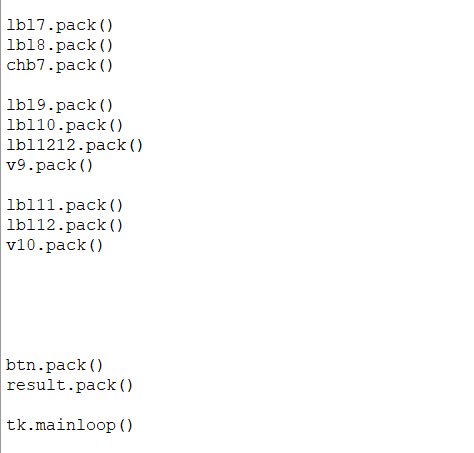 lbl7.pack()
lbl8.pack()
chb7.pack()
lbl9.pack()
lbl10.pack()
lbl1212.pack()
v9.pack()
lbl11.pack()
lbl12.pack()
v10.pack()
btn.pack()
result.pack()
tk.mainloop()